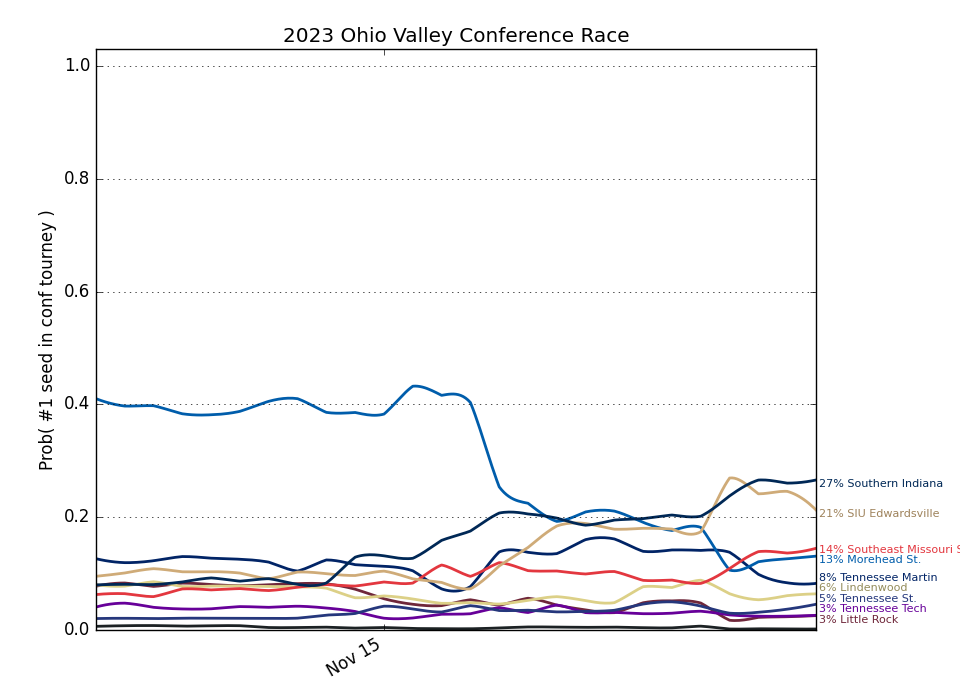 2023 Ohio Valley Conference Race
1.0
0.8
0.6
0.4
0.2
0.0
Prob( #1 seed in conf tourney )
Nov 15
27% Southern Indiana
21% SIU Edwardsville
14% Southeast Missouri S
13% Morehead St.
8% Tennessee Martin
6% Lindenwood
5% Tennessee St.
3% Tennessee Tech
3% Little Rock